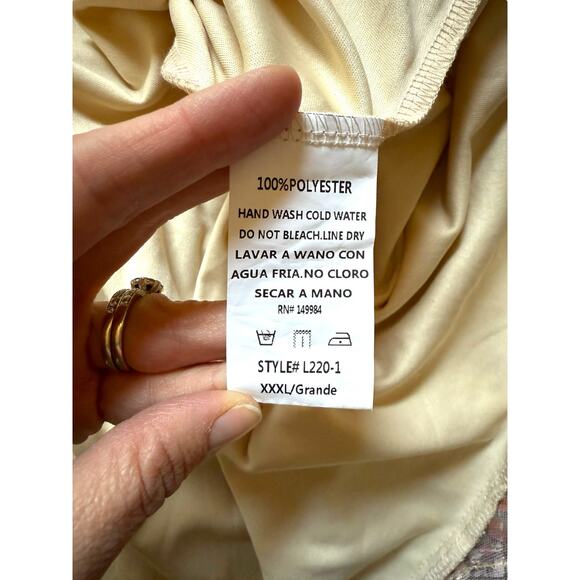 100%POLYESTER
HAND WASH COLD WATER
DO NOT BLEACH.LINE DRY
LAVAR A WANO CON
AGUA FRIA.NO CLORO
SECAR A MANO
RN# 149984
STYLE# L220-1
XXXL/Grande